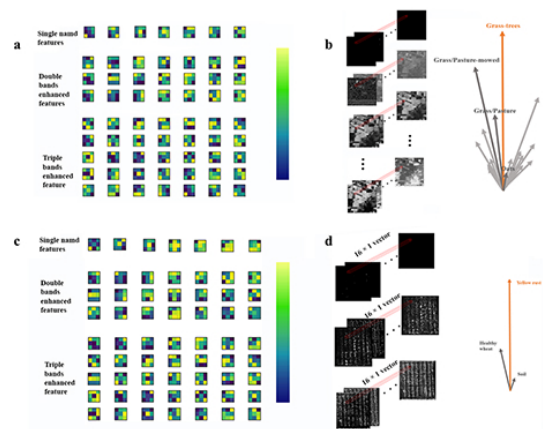 a
Single namd
features
Double
bands
enhanced
features
Triple
bands
enhanced
feature
b
Grass-trees
Grass/Pasture-mowed
Grass/Pasture
c
Single namd
features
Double
bands
enhanced
features
Triple
bands
enhanced
feature
d
16 × 1 vector
16 × 1 vector
16 × 1 vector
Yellow rust
Healthy
wheat
Soil